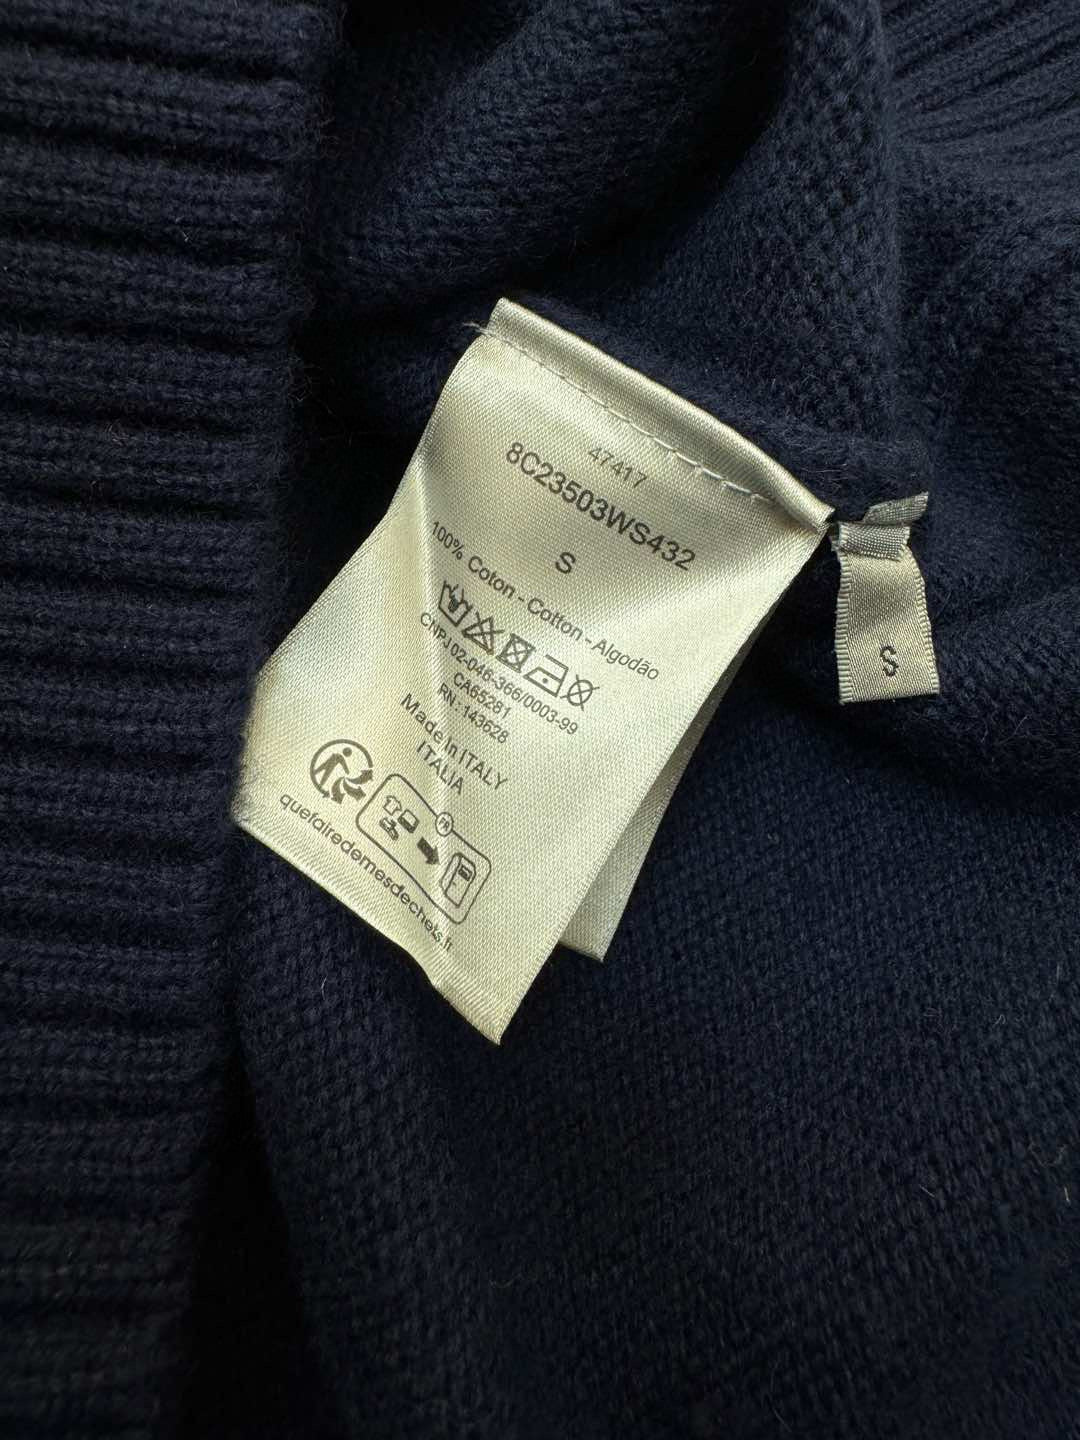 47417
8C23503WS432
S
100% Coton - Cotton - Algodão
CNPJ 02-046-366/0003-99
CA65281
RN : 143628
Made in ITALY
ITALIA
FR
quefairedemesdechets.fr
S